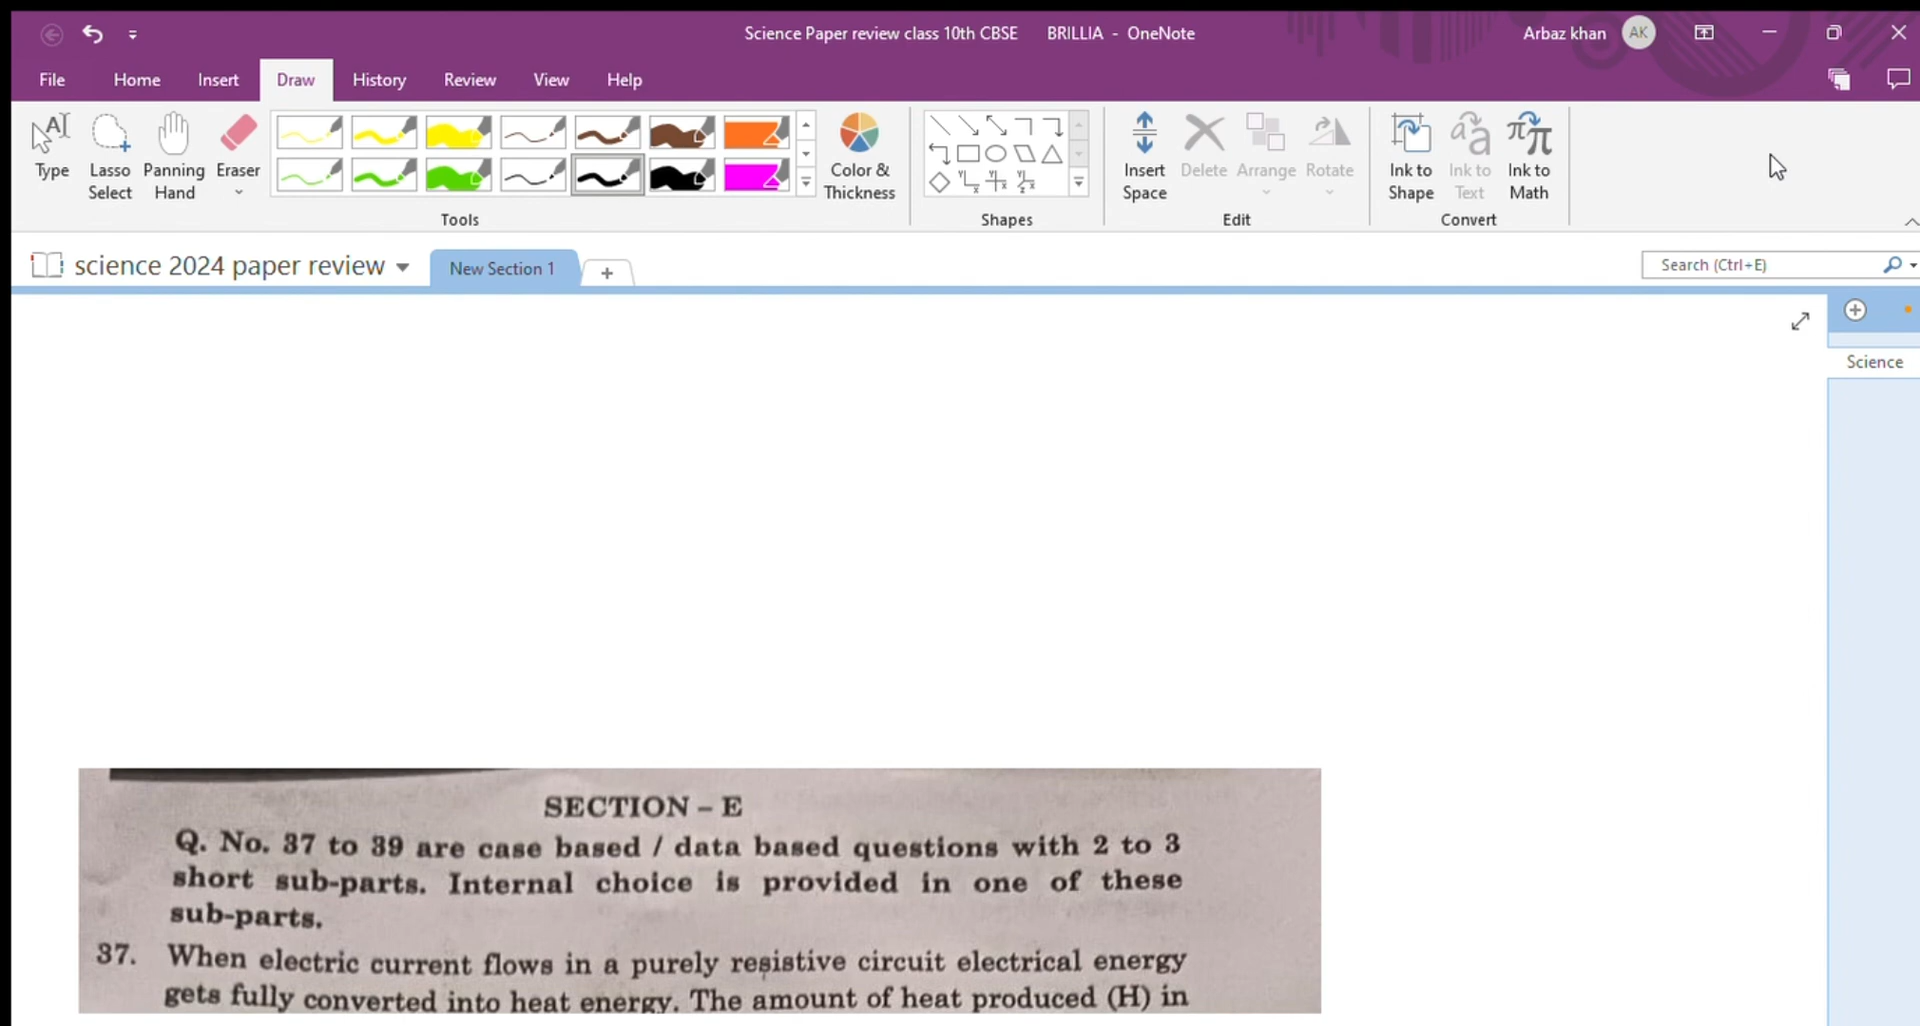 Science Paper review class 10th CBSE BRILLIA - OneNote
Arbaz khan AK
File Home Insert Draw History Review View Help
Type
Lasso Select
Panning Hand
Eraser
Color & Thickness
Insert Space
Delete
Arrange
Rotate
Ink to Shape
Ink to Text
Ink to Math
Tools Shapes Edit Convert
science 2024 paper review New Section 1
Search (Ctrl+E)
Science
SECTION – E
Q. No. 37 to 39 are case based / data based questions with 2 to 3
short sub-parts. Internal choice is provided in one of these
sub-parts.
37. When electric current flows in a purely resistive circuit electrical energy
gets fully converted into heat energy. The amount of heat produced (H) in